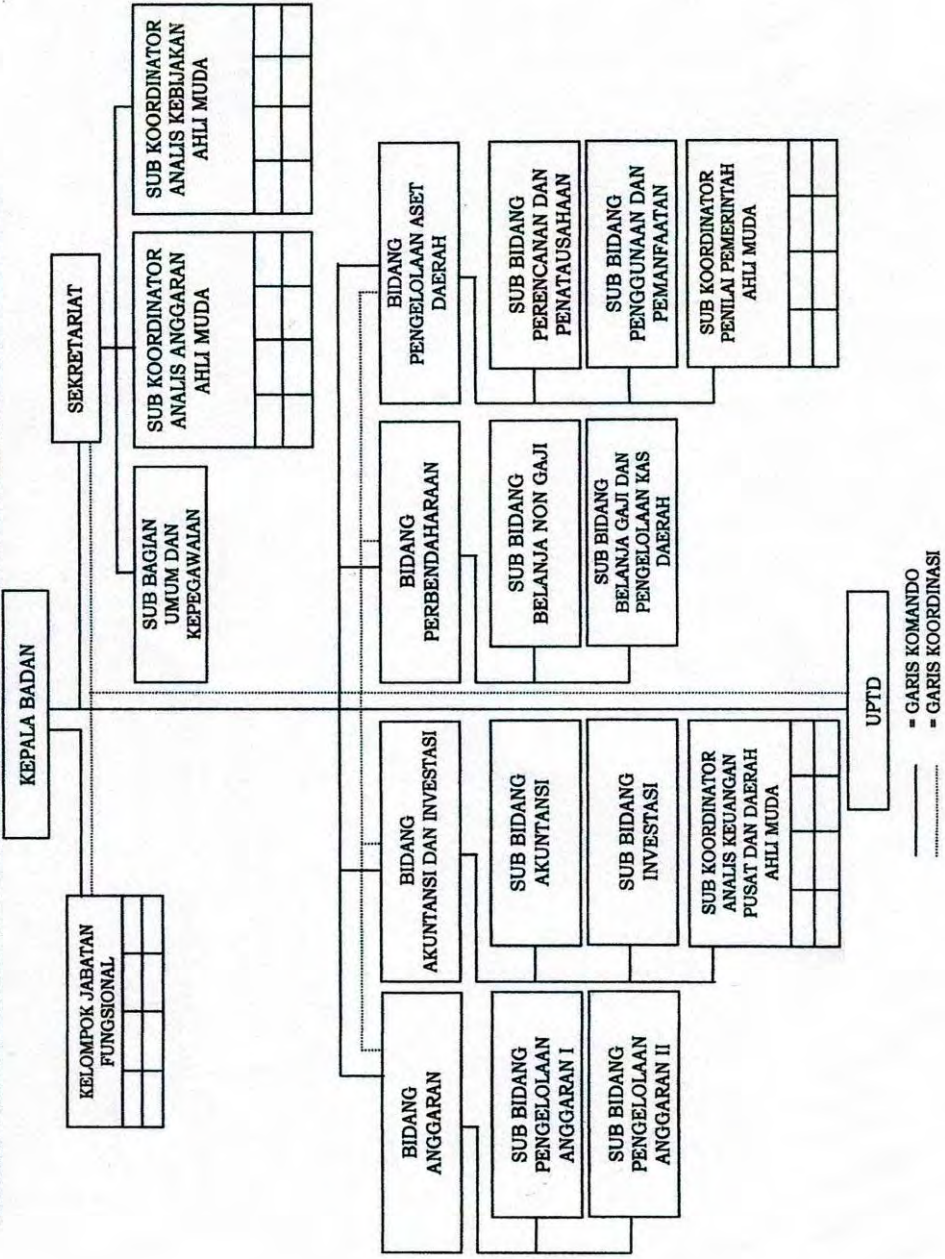 KEPALA BADAN
KELOMPOK JABATAN
FUNGSIONAL
SEKRETARIAT
SUB BAGIAN
UMUM DAN
KEPEGAWAIAN
SUB KOORDINATOR
ANALIS ANGGARAN
AHLI MUDA
SUB KOORDINATOR
ANALIS KEBIJAKAN
AHLI MUDA
BIDANG
ANGGARAN
SUB BIDANG
PENGELOLAAN
ANGGARAN I
SUB BIDANG
PENGELOLAAN
ANGGARAN II
BIDANG
AKUNTANSI DAN INVESTASI
SUB BIDANG
AKUNTANSI
SUB BIDANG
INVESTASI
SUB KOORDINATOR
ANALIS KEUANGAN
PUSAT DAN DAERAH
AHLI MUDA
BIDANG
PERBENDAHARAAN
SUB BIDANG
BELANJA NON GAJI
SUB BIDANG
BELANJA GAJI DAN
PENGELOLAAN KAS
DAERAH
BIDANG
PENGELOLAAN ASET
DAERAH
SUB BIDANG
PERENCANAN DAN
PENATAUSAHAAN
SUB BIDANG
PENGGUNAAN DAN
PEMANFAATAN
SUB KOORDINATOR
PENILAI PEMERINTAH
AHLI MUDA
UPTD
= GARIS KOMANDO
= GARIS KOORDINASI